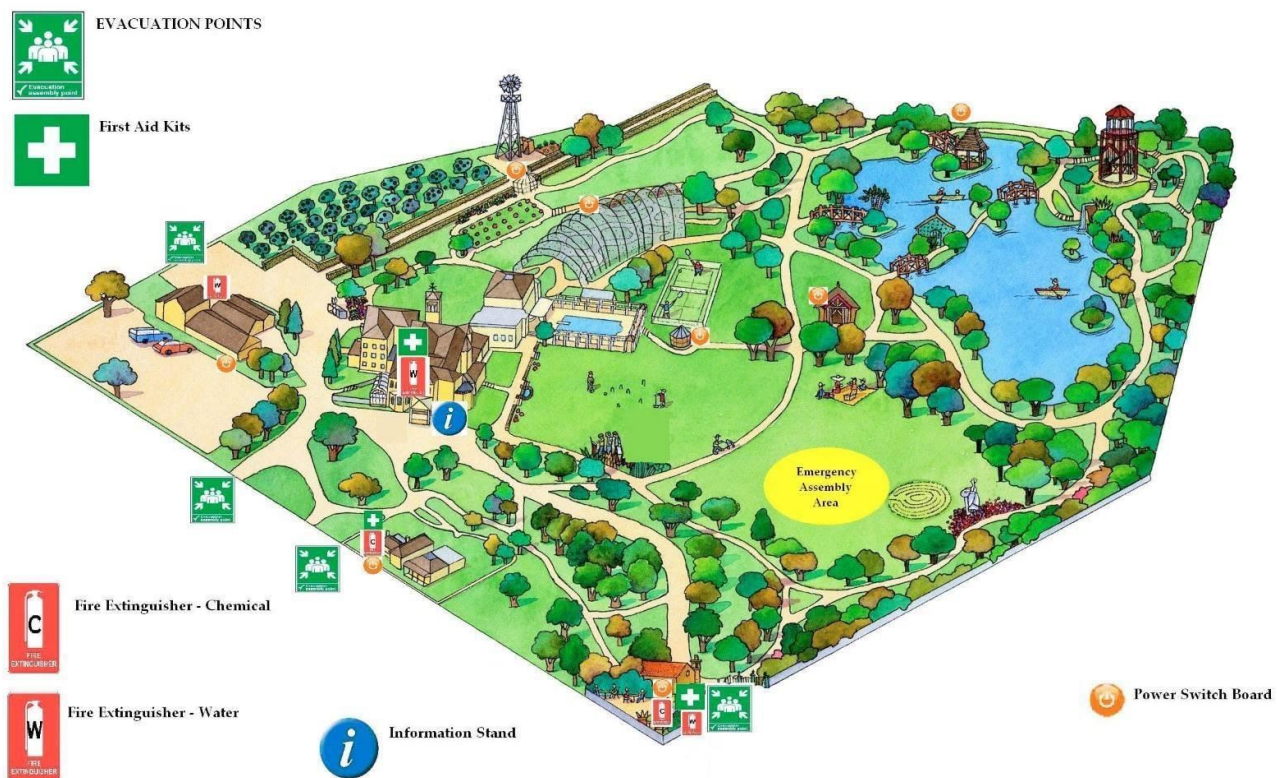 EVACUATION POINTS
Evacuation
assembly point
First Aid Kits
W
W
i
C
Emergency
Assembly
Area
C
FIRE
EXTINGUISHER
Fire Extinguisher - Chemical
W
FIRE
EXTINGUISHER
Fire Extinguisher - Water
i
Information Stand
C
W
Power Switch Board